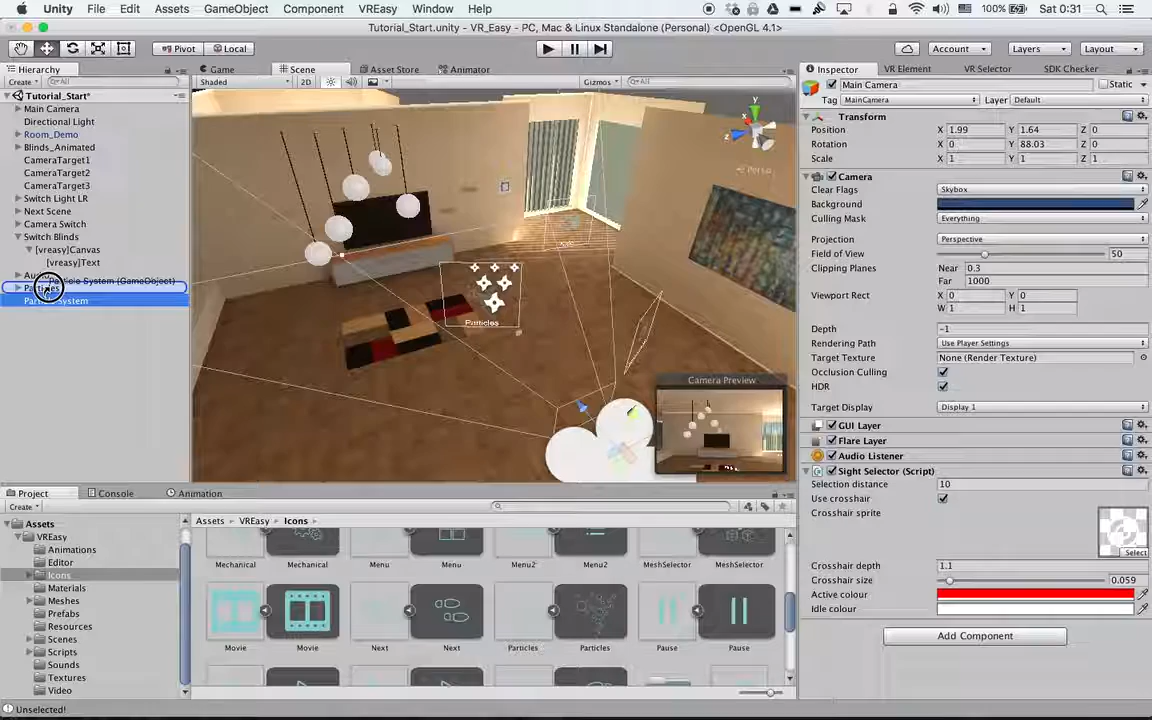 Unity File Edit Assets GameObject Component VREasy Window Help 100% Sat 0:31
Tutorial_Start.unity - VR_Easy - PC, Mac & Linux Standalone (Personal) <OpenGL 4.1>
Pivot Local Account Layers Layout
Hierarchy
Create All
Tutorial_Start*
Main Camera
Directional Light
Room_Demo
Blinds_Animated
CameraTarget1
CameraTarget2
CameraTarget3
Switch Light LR
Next Scene
Camera Switch
Switch Blinds
[vreasy]Canvas
[vreasy]Text
Particle System (GameObject)
Particle System
Game Scene Asset Store Animator
Shaded 2D Gizmos All
y
x
z
Persp
Particles
Camera Preview
Inspector VR Element VR Selector SDK Checker
Main Camera Static
Tag MainCamera Layer Default
Transform
Position X 1.99 Y 1.64 Z 0
Rotation X 0 Y 88.03 Z 0
Scale X 1 Y 1 Z 1
Camera
Clear Flags Skybox
Background
Culling Mask Everything
Projection Perspective
Field of View 50
Clipping Planes Near 0.3
Far 1000
Viewport Rect X 0 Y 0
W 1 H 1
Depth -1
Rendering Path Use Player Settings
Target Texture None (Render Texture)
Occlusion Culling
HDR
Target Display Display 1
GUI Layer
Flare Layer
Audio Listener
Sight Selector (Script)
Selection distance 10
Use crosshair
Crosshair sprite
Select
Crosshair depth 1.1
Crosshair size 0.059
Active colour
Idle colour
Add Component
Project Console Animation
Create
Assets
VREasy
Animations
Editor
Icons
Materials
Meshes
Prefabs
Resources
Scenes
Scripts
Sounds
Textures
Video
Assets VREasy Icons
Mechanical Mechanical Menu Menu Menu2 Menu2 MeshSelector MeshSelector
Movie Movie Next Next Particles Particles Pause Pause
Unselected!